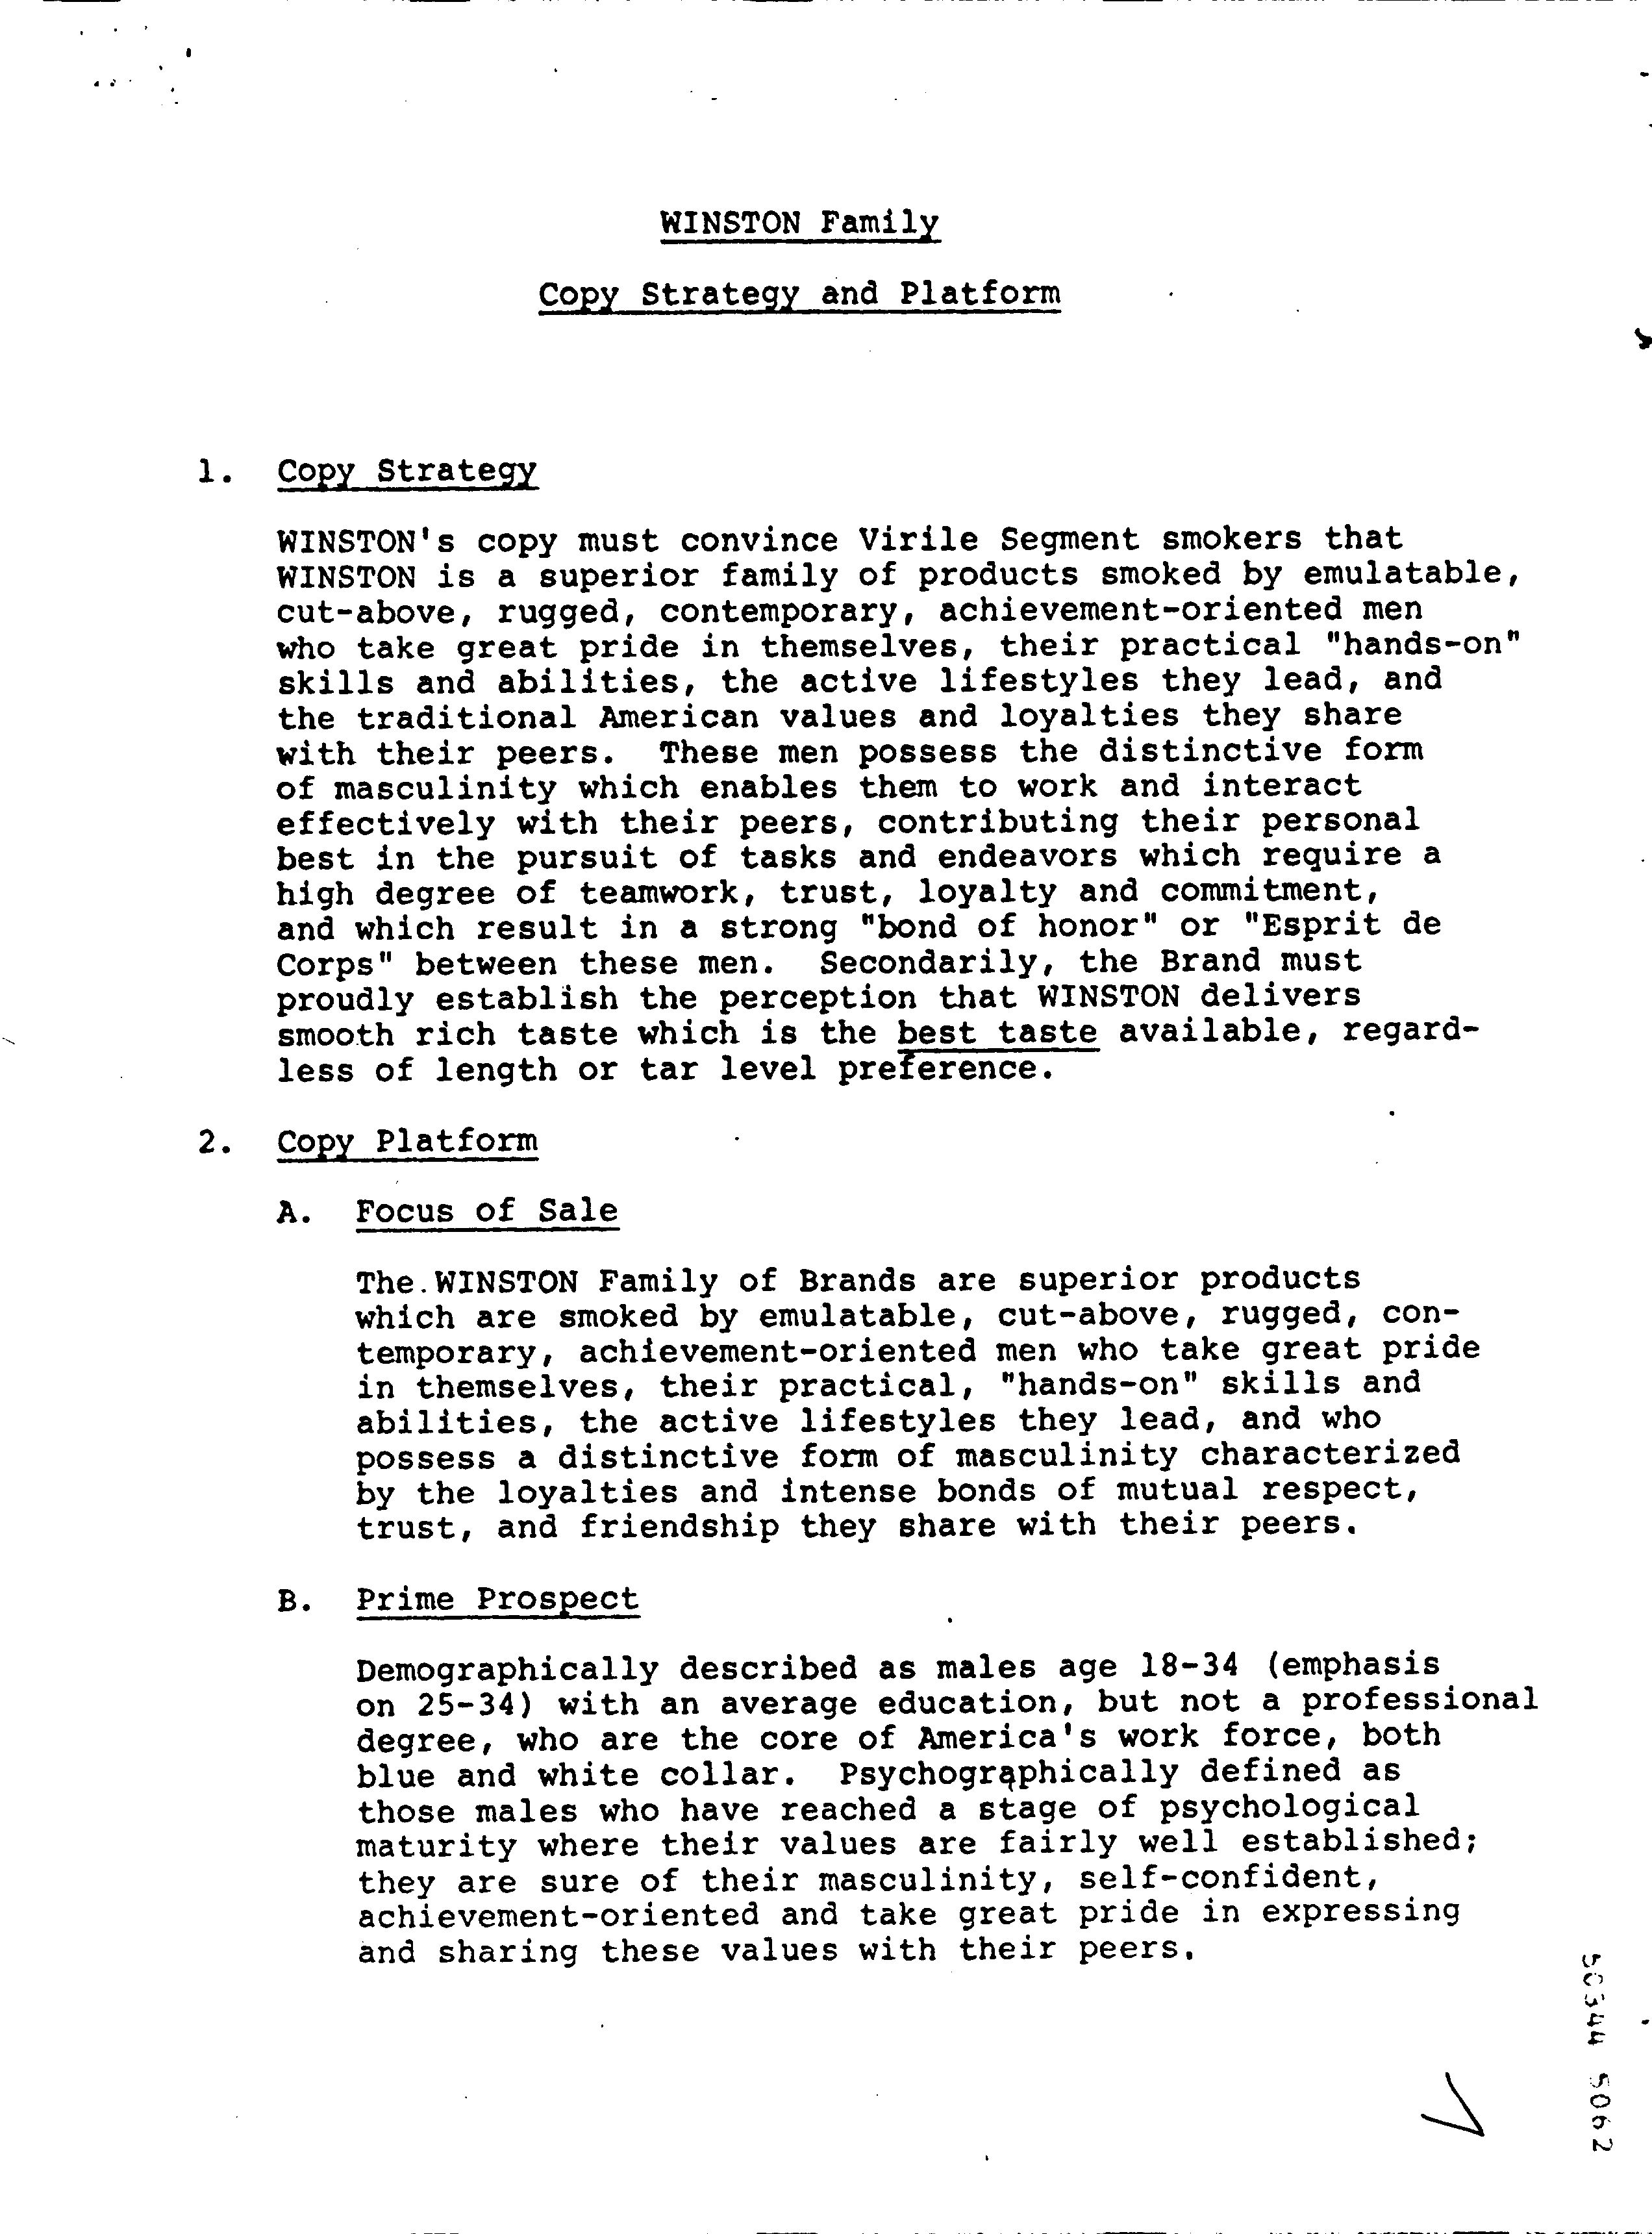 WINSTON Family
Copy Strategy and Platform
1. Copy Strategy
WINSTON's copy must convince Virile Segment smokers that
WINSTON is a superior family of products smoked by emulatable,
cut-above, rugged, contemporary, achievement-oriented men
who take great pride in themselves, their practical "hands-on"
skills and abilities, the active lifestyles they lead, and
the traditional American values and loyalties they share
with their peers. These men possess the distinctive form
of masculinity which enables them to work and interact
effectively with their peers, contributing their personal
best in the pursuit of tasks and endeavors which require a
high degree of teamwork, trust, loyalty and commitment,
and which result in a strong "bond of honor" or "Esprit de
Corps" between these men. Secondarily, the Brand must
proudly establish the perception that WINSTON delivers
smooth rich taste which is the best taste available, regard-
less of length or tar level preference.
2. Copy Platform
A. Focus of Sale
The WINSTON Family of Brands are superior products
which are smoked by emulatable, cut-above, rugged, con-
temporary, achievement-oriented men who take great pride
in themselves, their practical, "hands-on" skills and
abilities, the active lifestyles they lead, and who
possess a distinctive form of masculinity characterized
by the loyalties and intense bonds of mutual respect,
trust, and friendship they share with their peers.
B. Prime Prospect
Demographically described as males age 18-34 (emphasis
on 25-34) with an average education, but not a professional
degree, who are the core of America's work force, both
blue and white collar. Psychographically defined as
those males who have reached a stage of psychological
maturity where their values are fairly well established;
they are sure of their masculinity, self-confident,
achievement-oriented and take great pride in expressing
and sharing these values with their peers.
50344 5062